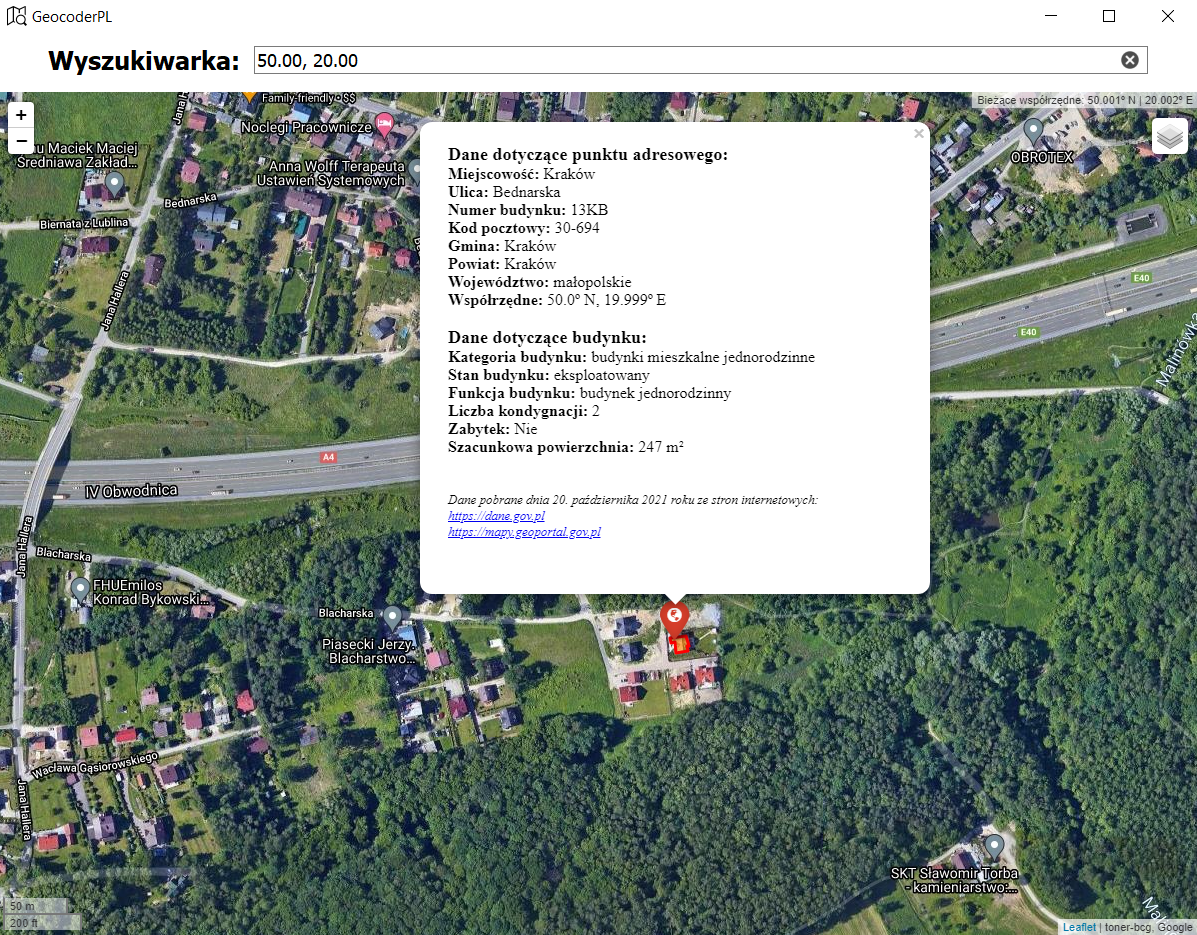 GeocoderPL
Wyszukiwarka:
50.00, 20.00
Bieżące współrzędne: 50.001° N | 20.002° E
+
−
Jana H
Family-friendly • $$
Noclegi Pracownicze
nu Maciek Maciej
Średniawa Zakład...
Anna Wolff Terapeuta
Ustawień Systemowych
OBROTEX
Bednarska
Biernata z Lublina
Jana Hallera
E40
E40
Malinówka
A4
IV Obwodnica
Jana Hallera
×
Dane dotyczące punktu adresowego:
Miejscowość: Kraków
Ulica: Bednarska
Numer budynku: 13KB
Kod pocztowy: 30-694
Gmina: Kraków
Powiat: Kraków
Województwo: małopolskie
Współrzędne: 50.0° N, 19.999° E
Dane dotyczące budynku:
Kategoria budynku: budynki mieszkalne jednorodzinne
Stan budynku: eksploatowany
Funkcja budynku: budynek jednorodzinny
Liczba kondygnacji: 2
Zabytek: Nie
Szacunkowa powierzchnia: 247 m²
Dane pobrane dnia 20. października 2021 roku ze stron internetowych:
https://dane.gov.pl
https://mapy.geoportal.gov.pl
Blacharska
FHUEmilos
Konrad Bykowski...
Blacharska
Piasecki Jerzy.
Blacharstwo...
Wacława Gąsiorowskiego
Jana Hallera
SKT Sławomir Torba
- kamieniarstwo...
Mal
50 m
200 ft
Leaflet | toner-bcg, Google